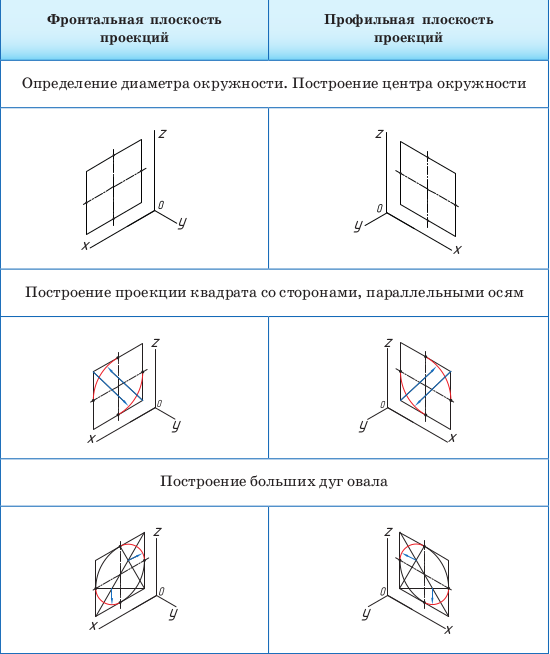 Фронтальная плоскость
проекций
Профильная плоскость
проекций
Определение диаметра окружности. Построение центра окружности
z
0
y
x
z
0
y
x
Построение проекции квадрата со сторонами, параллельными осям
z
0
y
x
z
0
y
x
Построение больших дуг овала
z
0
y
x
z
0
y
x